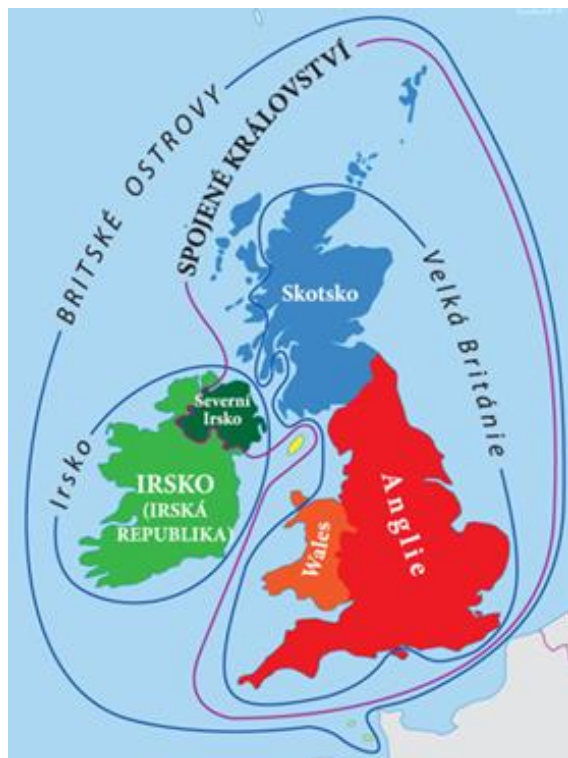 BRITSKÉ OSTROVY
SPOJENÉ KRÁLOVSTVÍ
Skotsko
Velká Británie
Severní
Irsko
Irsko
IRSKO
(IRSKÁ
REPUBLIKA)
Wales
Anglie